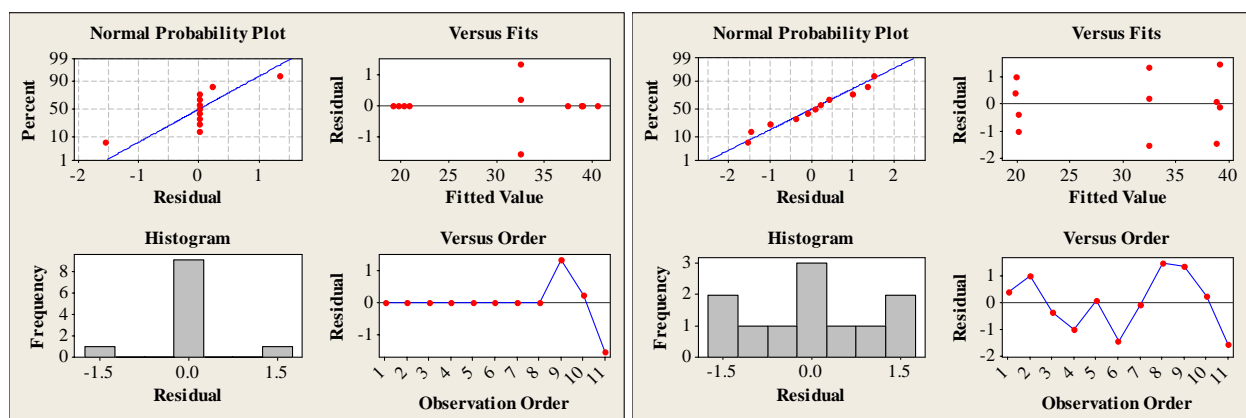 Normal Probability Plot
Percent
99
90
50
10
1
-2 -1 0 1
Residual
Versus Fits
Residual
1
0
-1
20 25 30 35 40
Fitted Value
Histogram
Frequency
8
6
4
2
0
-1.5 0.0 1.5
Residual
Versus Order
Residual
1
0
-1
1 2 3 4 5 6 7 8 9 10 11
Observation Order
Normal Probability Plot
Percent
99
90
50
10
1
-2 -1 0 1 2
Residual
Versus Fits
Residual
1
0
-1
-2
20 25 30 35 40
Fitted Value
Histogram
Frequency
3
2
1
0
-1.5 0.0 1.5
Residual
Versus Order
Residual
1
0
-1
-2
1 2 3 4 5 6 7 8 9 10 11
Observation Order